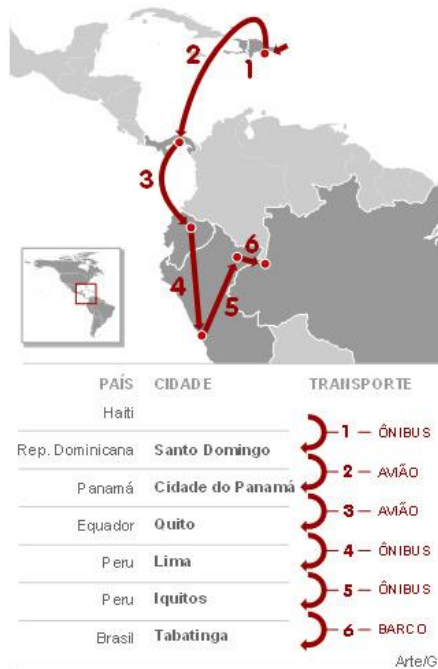 2
1
3
6
4
5
PAÍS CIDADE TRANSPORTE
Haiti
1 — ÔNIBUS
Rep. Dominicana Santo Domingo
2 — AVIÃO
Panamá Cidade do Panamá
3 — AVIÃO
Equador Quito
4 — ÔNIBUS
Peru Lima
5 — ÔNIBUS
Peru Iquitos
6 — BARCO
Brasil Tabatinga
Arte/G